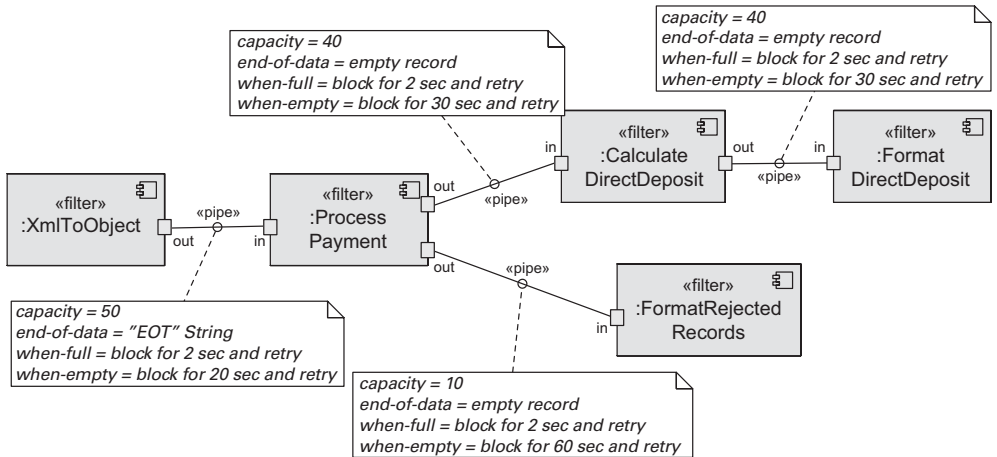 capacity = 40
end-of-data = empty record
when-full = block for 2 sec and retry
when-empty = block for 30 sec and retry
capacity = 40
end-of-data = empty record
when-full = block for 2 sec and retry
when-empty = block for 30 sec and retry
«filter»
:XmlToObject
out
«pipe»
in
«filter»
:Process
Payment
out
out
«pipe»
in
«filter»
:Calculate
DirectDeposit
out
«pipe»
in
«filter»
:Format
DirectDeposit
«pipe»
in
«filter»
:FormatRejected
Records
capacity = 50
end-of-data = ”EOT” String
when-full = block for 2 sec and retry
when-empty = block for 20 sec and retry
capacity = 10
end-of-data = empty record
when-full = block for 2 sec and retry
when-empty = block for 60 sec and retry